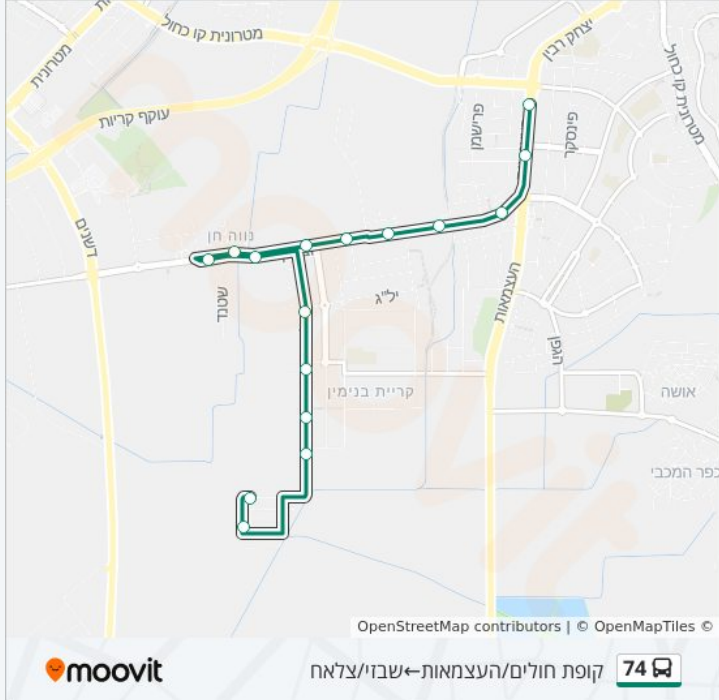 יצחק רבין
מטרונית קו כחול
מטרונית
מטרונית קו כחול
עוקף קריות
פרישמן
פינסקר
דשנים
נווה חן
שטנד
יל"ג
העצמאות
הגפן
קריית בנימין
אושה
כפר המכבי
OpenStreetMap contributors | © OpenMapTiles ©
74
קופת חולים/העצמאות←שבזי/צלאח
moovit